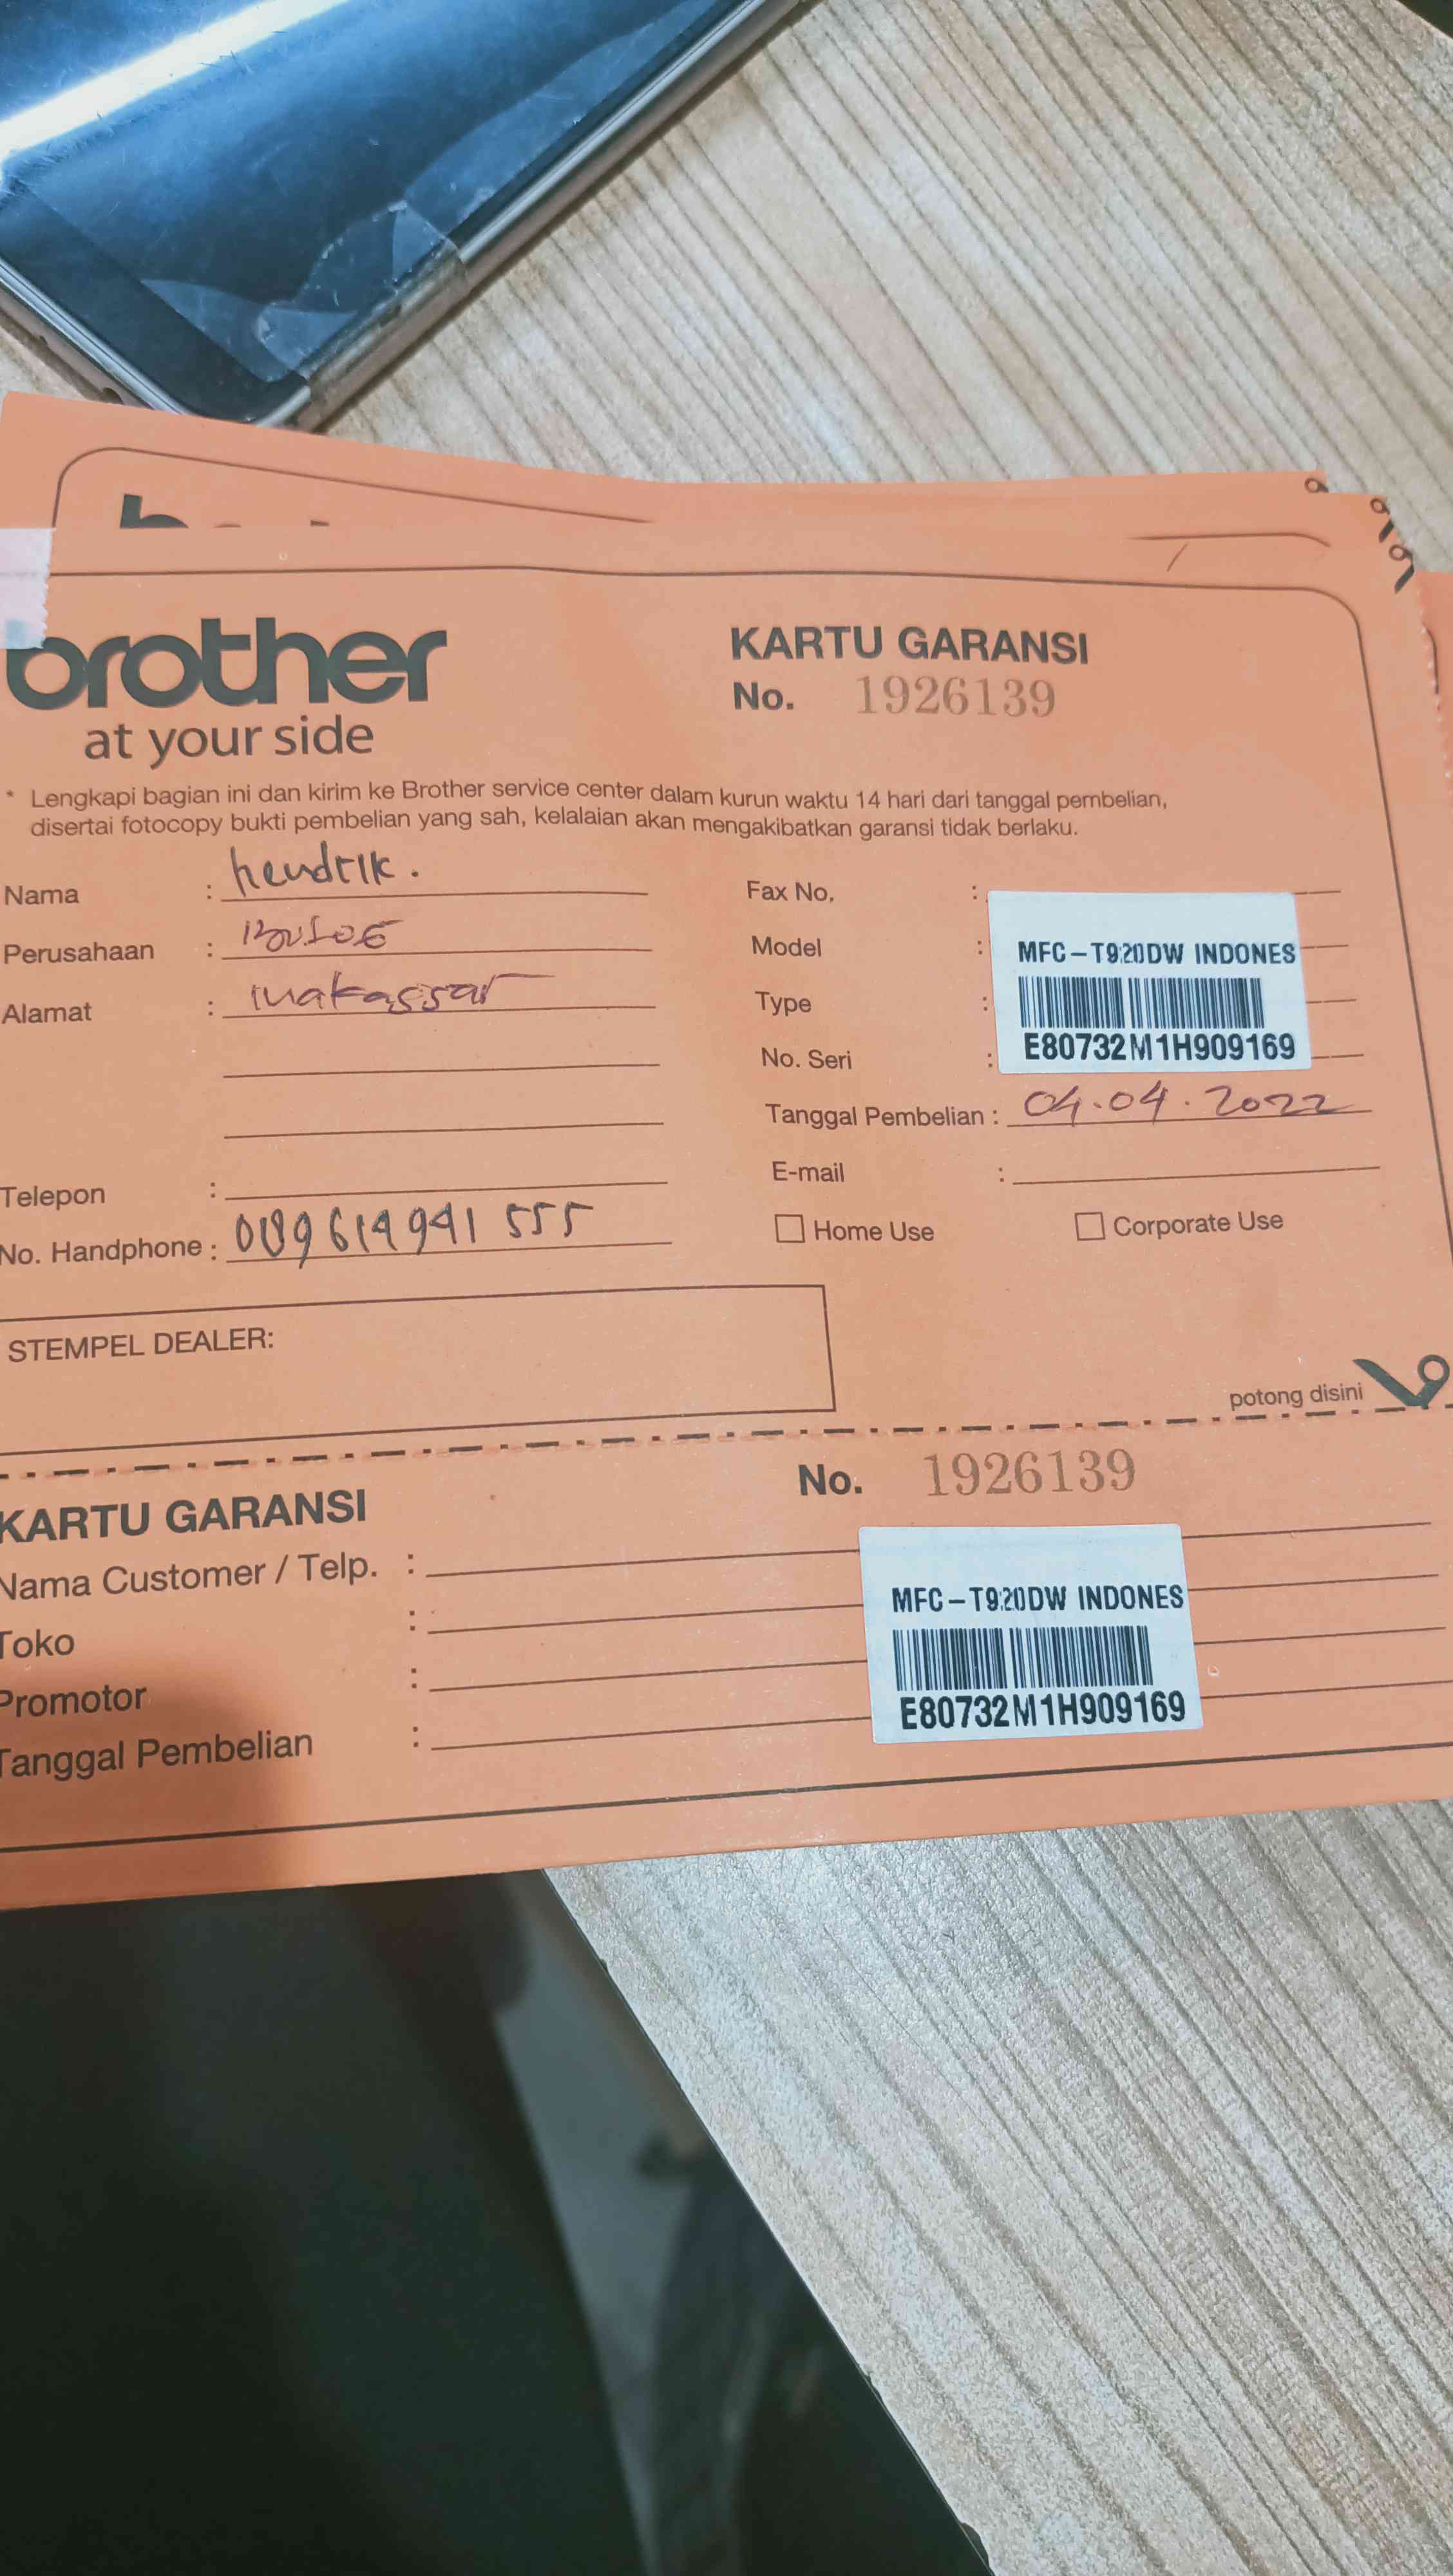 brother
at your side
KARTU GARANSI
No. 1926139
* Lengkapi bagian ini dan kirim ke Brother service center dalam kurun waktu 14 hari dari tanggal pembelian,
disertai fotocopy bukti pembelian yang sah, kelalaian akan mengakibatkan garansi tidak berlaku.
Nama : hendrik.
Perusahaan :
Alamat : makassar
Telepon :
No. Handphone : 089614941555
Fax No. :
Model : MFC-T920DW INDONES
Type :
No. Seri : E80732M1H909169
Tanggal Pembelian : 04.04.2022
E-mail :
Home Use
Corporate Use
STEMPEL DEALER:
potong disini
KARTU GARANSI
No. 1926139
Nama Customer / Telp. :
Toko :
Promotor :
Tanggal Pembelian :
MFC-T920DW INDONES
E80732M1H909169